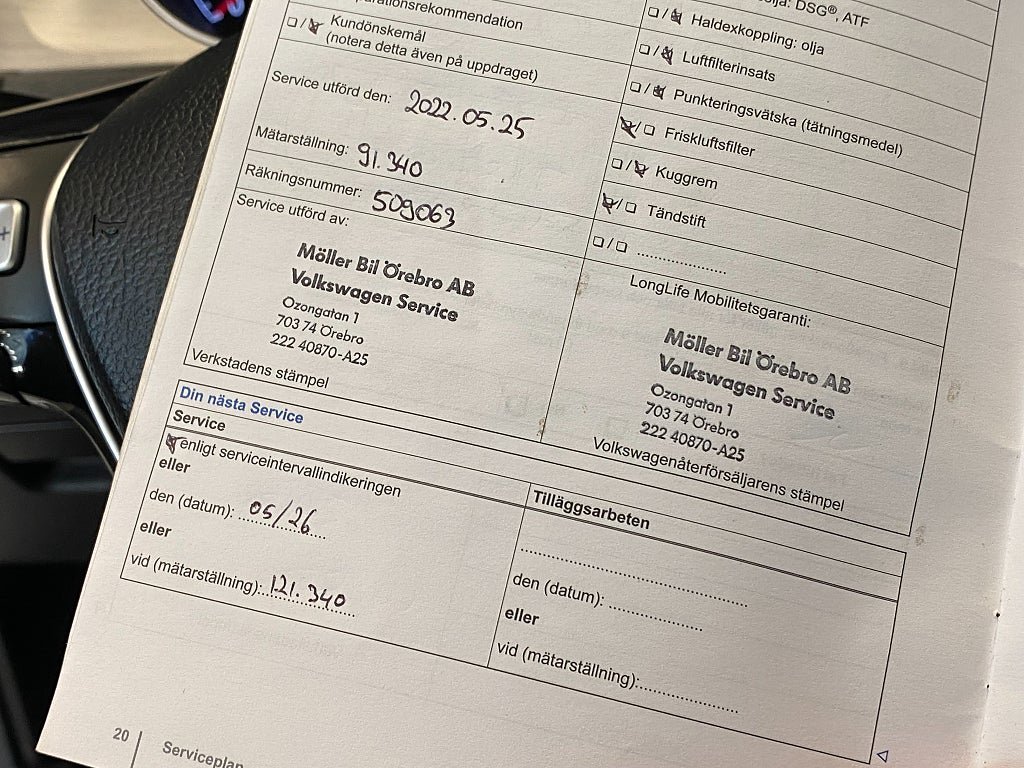 Kundönskemål
(notera detta även på uppdraget)
Service utförd den: 2022.05.25
Mätarställning: 91.340
Räkningsnummer: 509063
Service utförd av:
Möller Bil Örebro AB
Volkswagen Service
Ozongatan 1
703 74 Örebro
222 40870-A25
Verkstadens stämpel
DSG®, ATF
Haldexkoppling: olja
Luftfilterinsats
Punkteringsvätska (tätningsmedel)
Friskluftsfilter
Kuggrem
Tändstift
LongLife Mobilitetsgaranti:
Möller Bil Örebro AB
Volkswagen Service
Ozongatan 1
703 74 Örebro
222 40870-A25
Volkswagenåterförsäljarens stämpel
Din nästa Service
Service
enligt serviceintervallindikeringen
eller
den (datum): 05/26
eller
vid (mätarställning): 121.340
Tilläggsarbeten
den (datum):
eller
vid (mätarställning):
20
Serviceplan